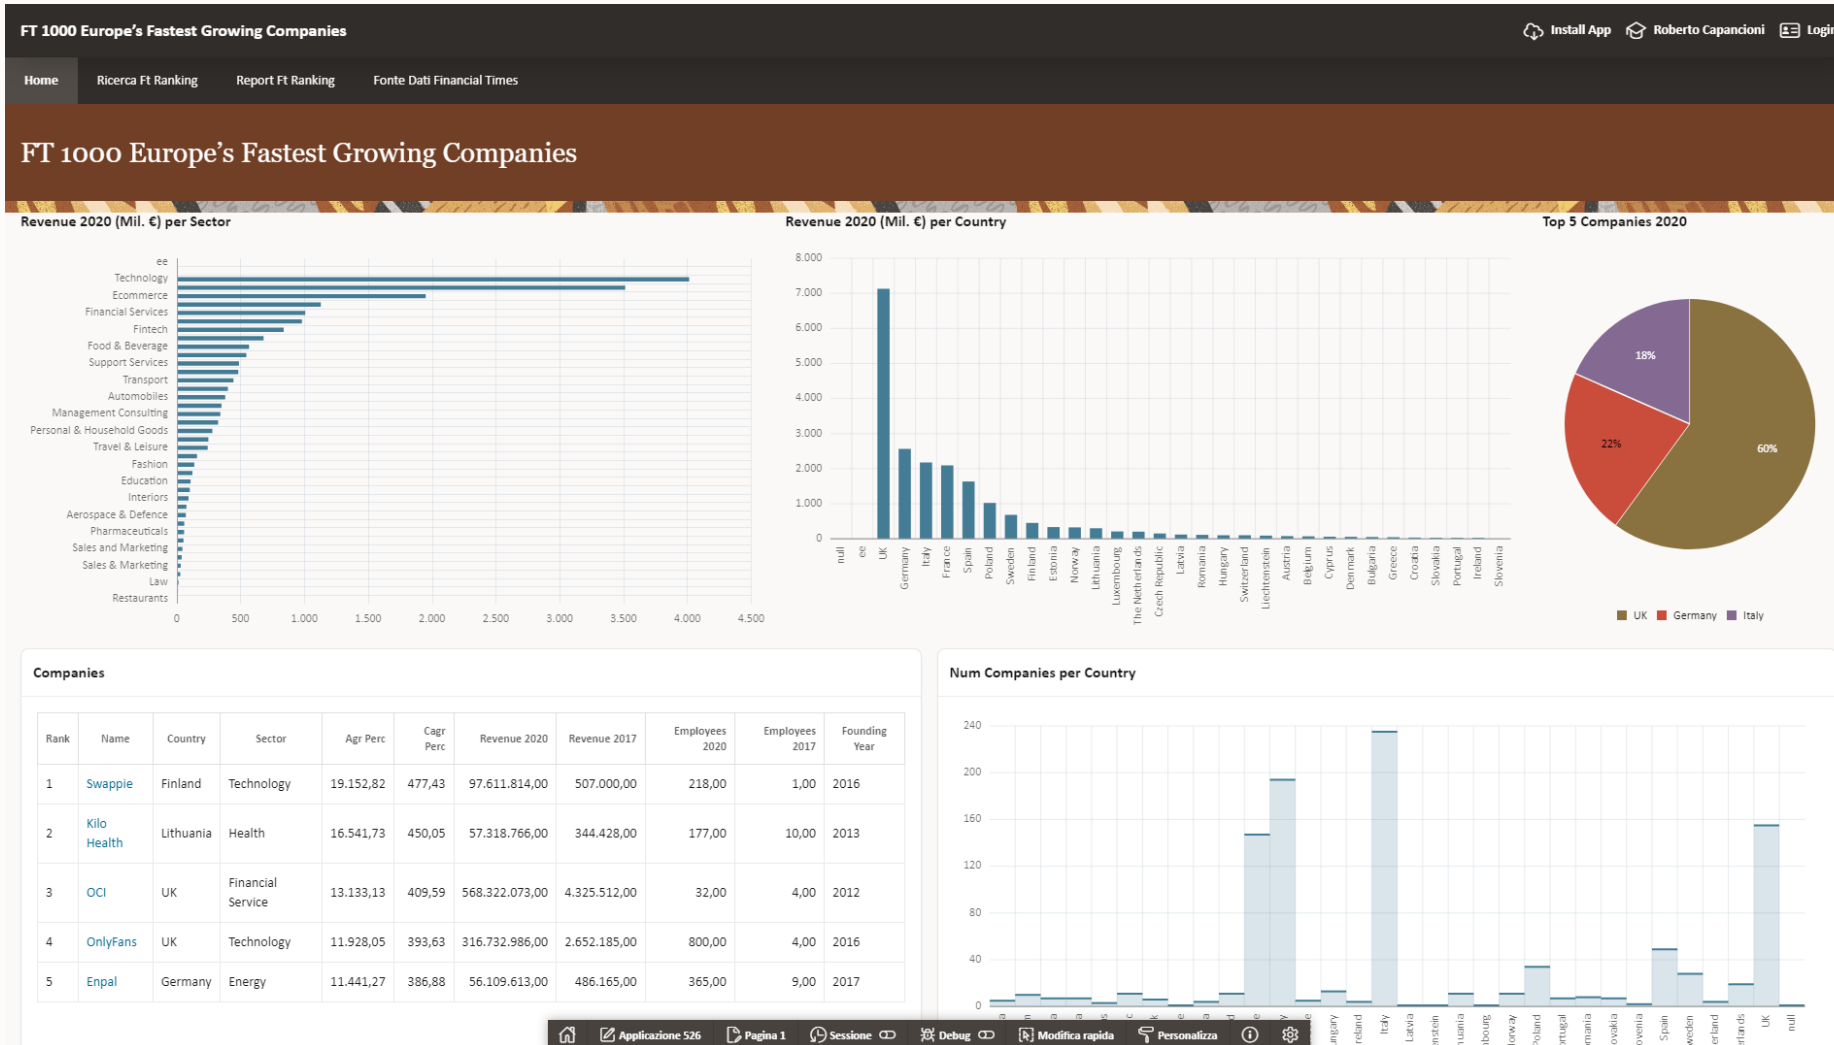 FT 1000 Europe’s Fastest Growing Companies
Install App
Roberto Capancioni
Home
Ricerca Ft Ranking
Report Ft Ranking
Fonte Dati Financial Times
FT 1000 Europe’s Fastest Growing Companies
Revenue 2020 (Mil. €) per Sector
ee
Technology
Ecommerce
Financial Services
Fintech
Food & Beverage
Support Services
Transport
Automobiles
Management Consulting
Personal & Household Goods
Travel & Leisure
Fashion
Education
Interiors
Aerospace & Defence
Pharmaceuticals
Sales and Marketing
Sales & Marketing
Law
Restaurants
0 500 1.000 1.500 2.000 2.500 3.000 3.500 4.000 4.500
Revenue 2020 (Mil. €) per Country
8.000
7.000
6.000
5.000
4.000
3.000
2.000
1.000
0
null
ee
UK
Germany
Italy
France
Spain
Poland
Sweden
Finland
Estonia
Norway
Lithuania
Luxembourg
The Netherlands
Czech Republic
Latvia
Romania
Hungary
Switzerland
Liechtenstein
Austria
Belgium
Cyprus
Denmark
Bulgaria
Greece
Croatia
Slovakia
Portugal
Ireland
Slovenia
Top 5 Companies 2020
18%
22%
60%
UK Germany Italy
Companies
Rank Name Country Sector Agr Perc Cagr Perc Revenue 2020 Revenue 2017 Employees 2020 Employees 2017 Founding Year
1 Swappie Finland Technology 19.152,82 477,43 97.611.814,00 507.000,00 218,00 1,00 2016
2 Kilo Health Lithuania Health 16.541,73 450,05 57.318.766,00 344.428,00 177,00 10,00 2013
3 OCI UK Financial Service 13.133,13 409,59 568.322.073,00 4.325.512,00 32,00 4,00 2012
4 OnlyFans UK Technology 11.928,05 393,63 316.732.986,00 2.652.185,00 800,00 4,00 2016
5 Enpal Germany Energy 11.441,27 386,88 56.109.613,00 486.165,00 365,00 9,00 2017
Num Companies per Country
240
200
160
120
80
40
0
Italy
Latvia
Poland
Spain
UK
null
Applicazione 526
Pagina 1
Sessione
Debug
Modifica rapida
Personalizza